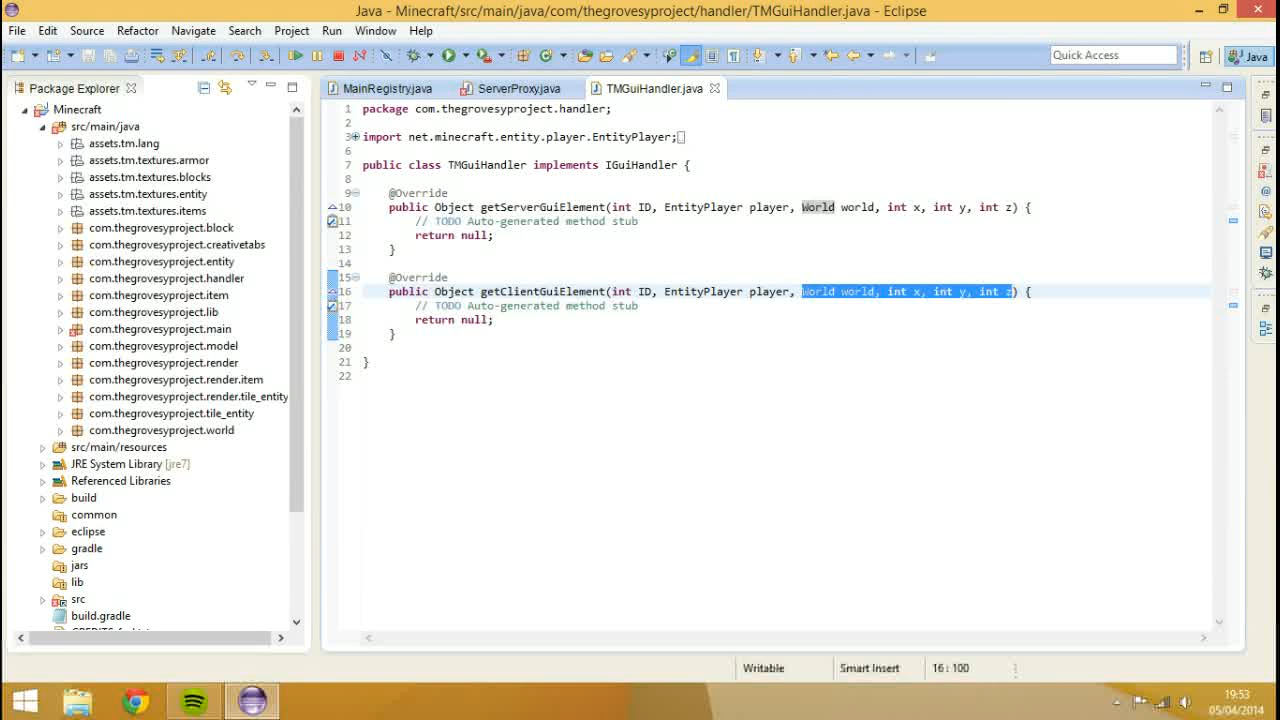 Java - Minecraft/src/main/java/com/thegrovesyproject/handler/TMGuiHandler.java - Eclipse
File Edit Source Refactor Navigate Search Project Run Window Help
Quick Access
Java
Package Explorer
Minecraft
src/main/java
assets.tm.lang
assets.tm.textures.armor
assets.tm.textures.blocks
assets.tm.textures.entity
assets.tm.textures.items
com.thegrovesyproject.block
com.thegrovesyproject.creativetabs
com.thegrovesyproject.entity
com.thegrovesyproject.handler
com.thegrovesyproject.item
com.thegrovesyproject.lib
com.thegrovesyproject.main
com.thegrovesyproject.model
com.thegrovesyproject.render
com.thegrovesyproject.render.item
com.thegrovesyproject.render.tile_entity
com.thegrovesyproject.tile_entity
com.thegrovesyproject.world
src/main/resources
JRE System Library [jre7]
Referenced Libraries
build
common
eclipse
gradle
jars
lib
src
build.gradle
MainRegistry.java ServerProxy.java TMGuiHandler.java
1 package com.thegrovesyproject.handler;
2
3 import net.minecraft.entity.player.EntityPlayer;
6
7 public class TMGuiHandler implements IGuiHandler {
8
9 @Override
10 public Object getServerGuiElement(int ID, EntityPlayer player, World world, int x, int y, int z) {
11 // TODO Auto-generated method stub
12 return null;
13 }
14
15 @Override
16 public Object getClientGuiElement(int ID, EntityPlayer player, World world, int x, int y, int z) {
17 // TODO Auto-generated method stub
18 return null;
19 }
20
21 }
22
Writable Smart Insert 16 : 100
19:53
05/04/2014